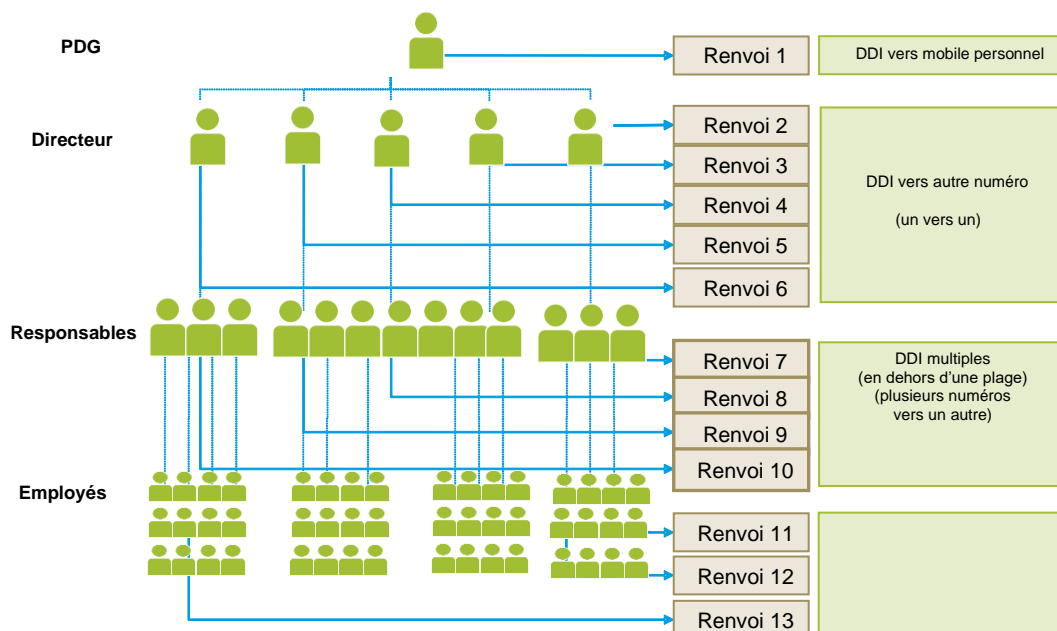 PDG
Renvoi 1
DDI vers mobile personnel
Directeur
Renvoi 2
Renvoi 3
Renvoi 4
Renvoi 5
Renvoi 6
DDI vers autre numéro
(un vers un)
Responsables
Renvoi 7
Renvoi 8
Renvoi 9
Renvoi 10
DDI multiples
(en dehors d'une plage)
(plusieurs numéros
vers un autre)
Employés
Renvoi 11
Renvoi 12
Renvoi 13